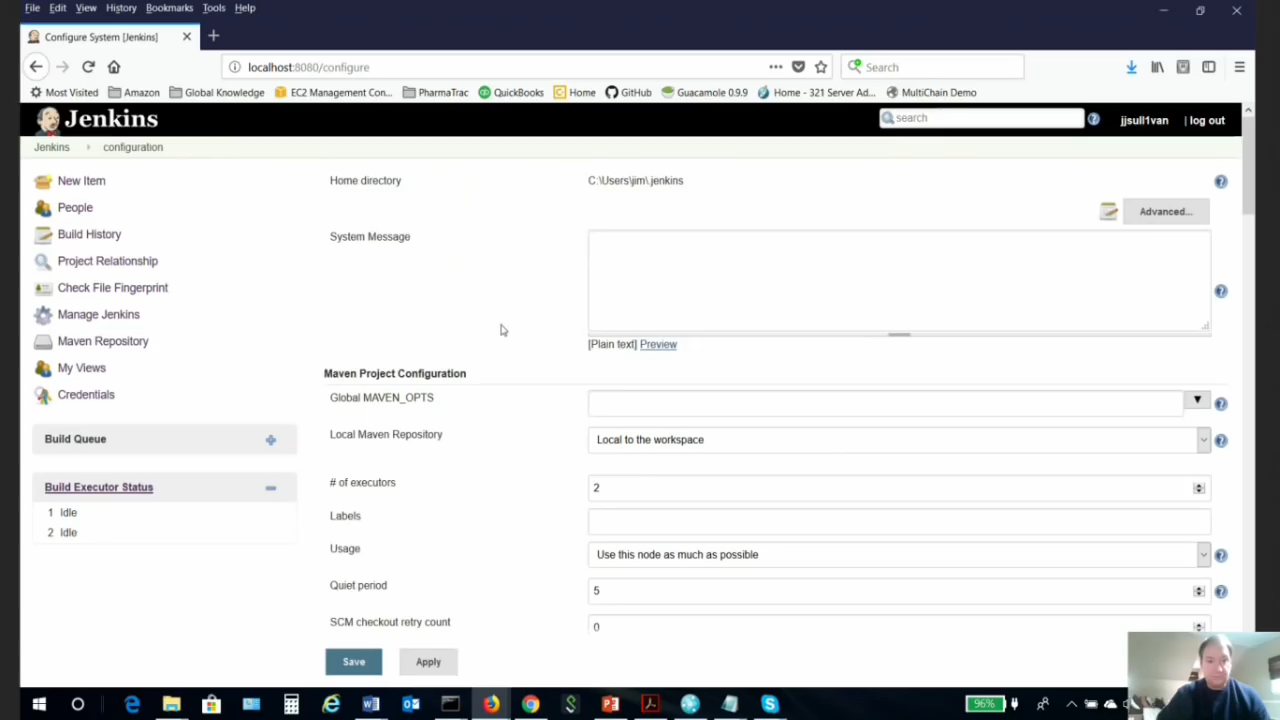 File Edit View History Bookmarks Tools Help
Configure System [Jenkins]
localhost:8080/configure
Search
Most Visited Amazon Global Knowledge EC2 Management Con... PharmaTrac QuickBooks Home GitHub Guacamole 0.9.9 Home - 321 Server Ad... MultiChain Demo
Jenkins
search
jjsull1van | log out
Jenkins configuration
New Item
People
Build History
Project Relationship
Check File Fingerprint
Manage Jenkins
Maven Repository
My Views
Credentials
Build Queue
Build Executor Status
1 Idle
2 Idle
Home directory C:\Users\jim\.jenkins
Advanced...
System Message
[Plain text] Preview
Maven Project Configuration
Global MAVEN_OPTS
Local Maven Repository Local to the workspace
# of executors 2
Labels
Usage Use this node as much as possible
Quiet period 5
SCM checkout retry count 0
Save Apply
96%